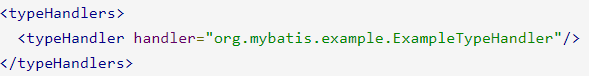 <typeHandlers>
  <typeHandler handler="org.mybatis.example.ExampleTypeHandler"/>
</typeHandlers>